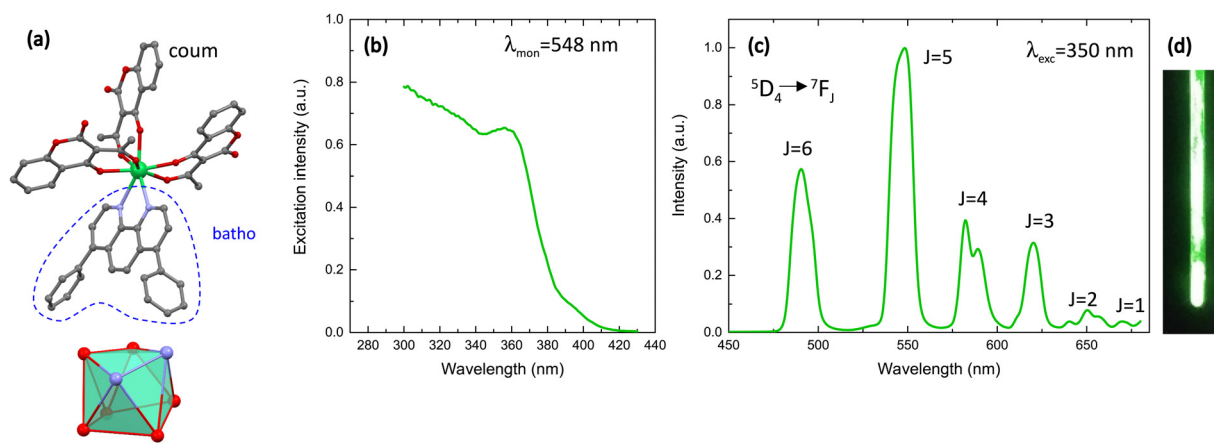 (a)
coum
batho
(b)
λmon=548 nm
Excitation intensity (a.u.)
1.0
0.8
0.6
0.4
0.2
0.0
280 300 320 340 360 380 400 420 440
Wavelength (nm)
(c)
λexc=350 nm
⁵D₄ → ⁷F_J
J=6
J=5
J=4
J=3
J=2
J=1
Intensity (a.u.)
1.0
0.8
0.6
0.4
0.2
0.0
450 500 550 600 650
Wavelength (nm)
(d)